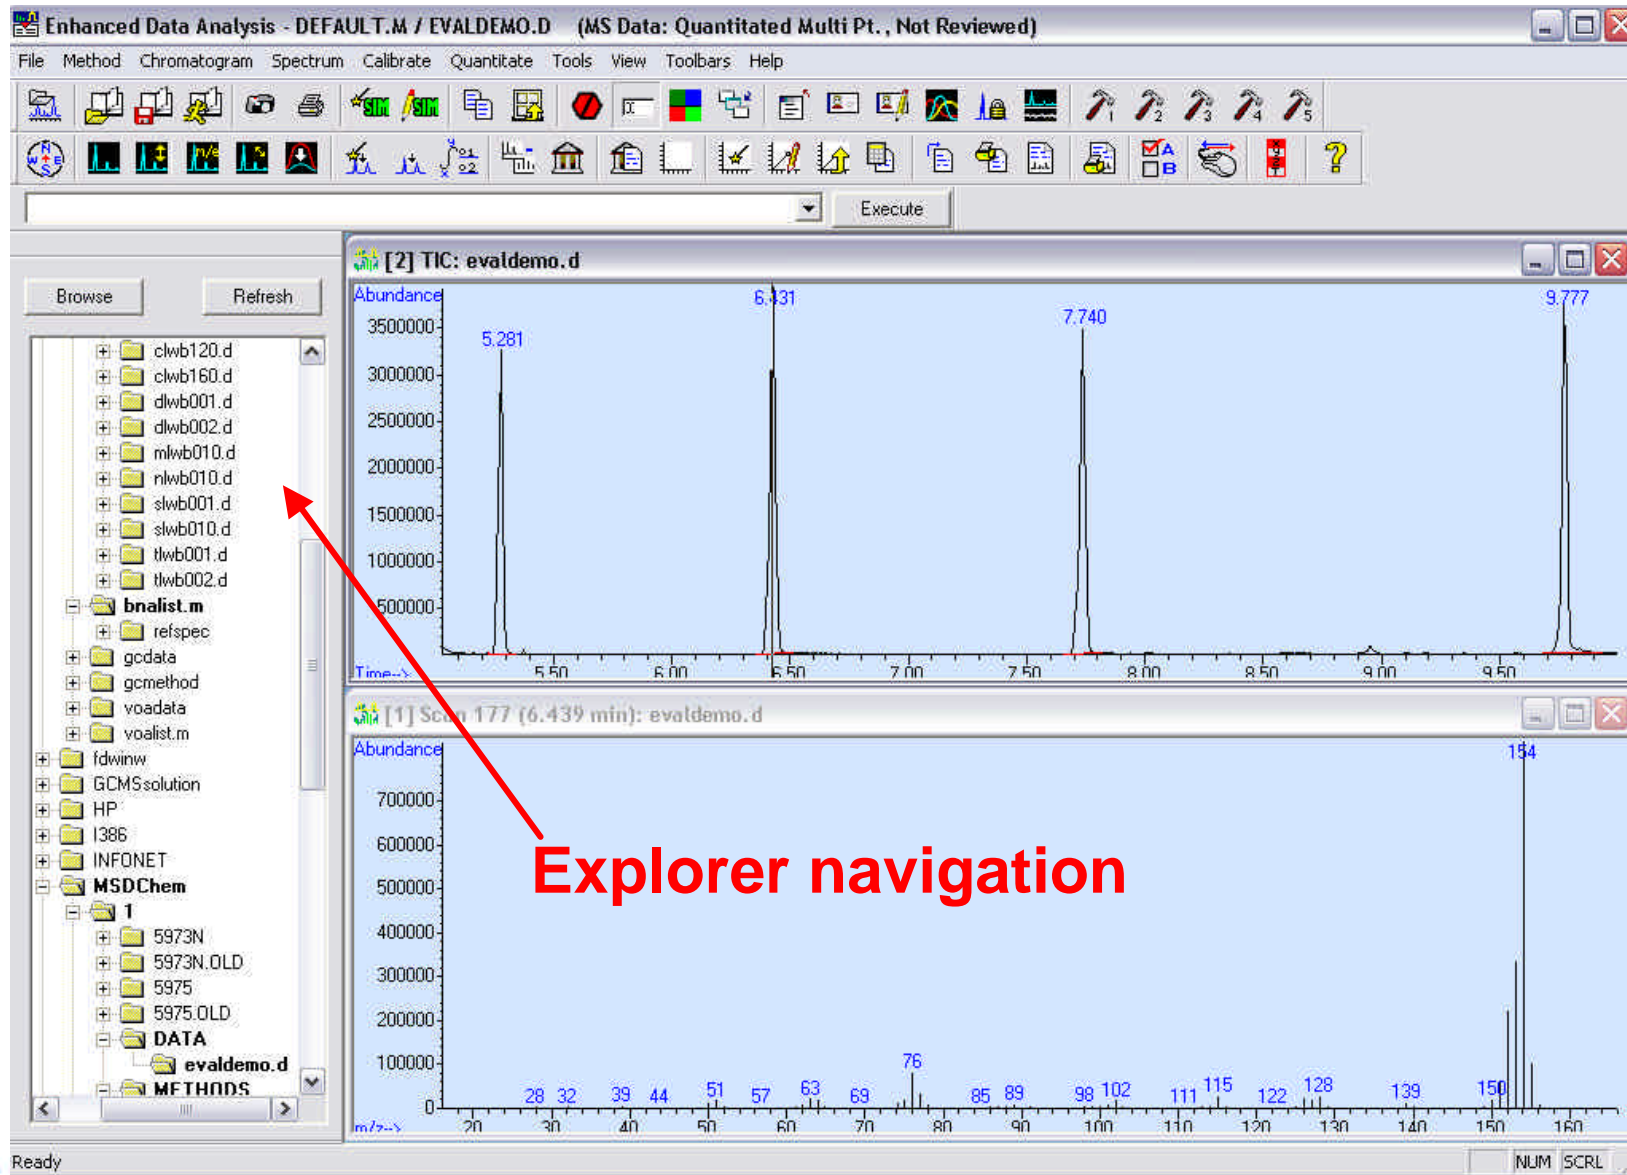 Enhanced Data Analysis - DEFAULT.M / EVALDEMO.D (MS Data: Quantitated Multi Pt., Not Reviewed)
File Method Chromatogram Spectrum Calibrate Quantitate Tools View Toolbars Help
Execute
Browse Refresh
clwb120.d
clwb160.d
dlwb001.d
dlwb002.d
mlwb010.d
nlwb010.d
slwb001.d
slwb010.d
tlwb001.d
tlwb002.d
bnalist.m
refspec
gcdata
gcmethod
voadata
voalist.m
fdwinw
GCMSsolution
HP
I386
INFONET
MSDChem
1
5973N
5973N.OLD
5975
5975.OLD
DATA
evaldemo.d
METHODS
[2] TIC: evaldemo.d
Abundance
5.281 6.431 7.740 9.777
3500000
3000000
2500000
2000000
1500000
1000000
500000
Time--> 5.50 6.00 6.50 7.00 7.50 8.00 8.50 9.00 9.50
[1] Scan 177 (6.439 min): evaldemo.d
Abundance
154
700000
600000
500000
400000
300000
200000
100000
0
28 32 39 44 51 57 63 69 76 85 89 98 102 111 115 122 128 139 150
m/z--> 20 30 40 50 60 70 80 90 100 110 120 130 140 150 160
Explorer navigation
Ready NUM SCRL